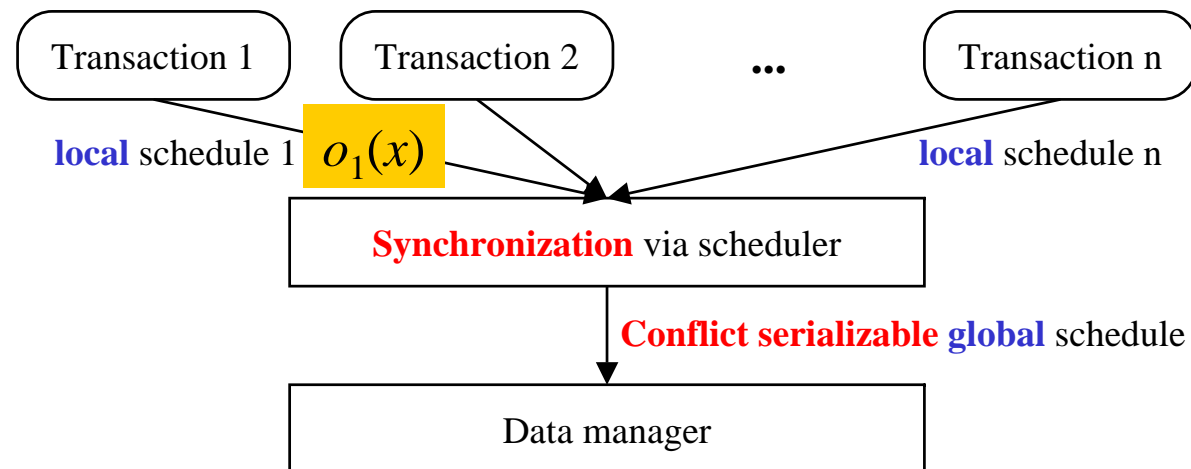 Transaction 1 Transaction 2 ... Transaction n
local schedule 1 o₁(x) local schedule n
Synchronization via scheduler
Conflict serializable global schedule
Data manager